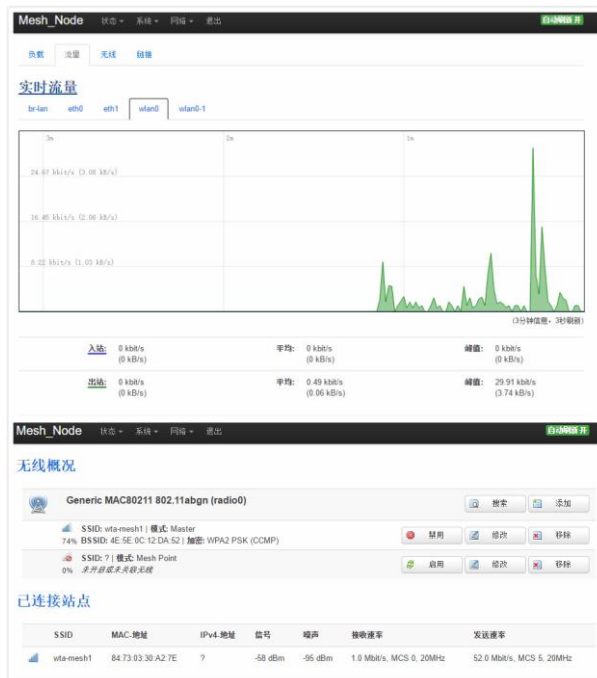 Mesh_Node 状态 系统 网络 退出 自动刷新 开
负载 流量 无线 链接
实时流量
br-lan eth0 eth1 wlan0 wlan0-1
3m 2m 1m
24.67 kbit/s (3.08 kB/s)
16.45 kbit/s (2.06 kB/s)
8.22 kbit/s (1.03 kB/s)
(3分钟信息，3秒刷新)
入站: 0 kbit/s 平均: 0 kbit/s 峰值: 0 kbit/s
(0 kB/s) (0 kB/s) (0 kB/s)
出站: 0 kbit/s 平均: 0.49 kbit/s 峰值: 29.91 kbit/s
(0 kB/s) (0.06 kB/s) (3.74 kB/s)
Mesh_Node 状态 系统 网络 退出 自动刷新 开
无线概况
Generic MAC80211 802.11abgn (radio0) 搜索 添加
SSID: wta-mesh1 | 模式: Master
74% BSSID: 4E:5E:0C:12:DA:52 | 加密: WPA2 PSK (CCMP) 禁用 修改 移除
SSID: ? | 模式: Mesh Point
0% 未开启或未关联无线 启用 修改 移除
已连接站点
SSID MAC-地址 IPv4-地址 信号 噪声 接收速率 发送速率
wta-mesh1 84:73:03:30:A2:7E ? -58 dBm -95 dBm 1.0 Mbit/s, MCS 0, 20MHz 52.0 Mbit/s, MCS 5, 20MHz